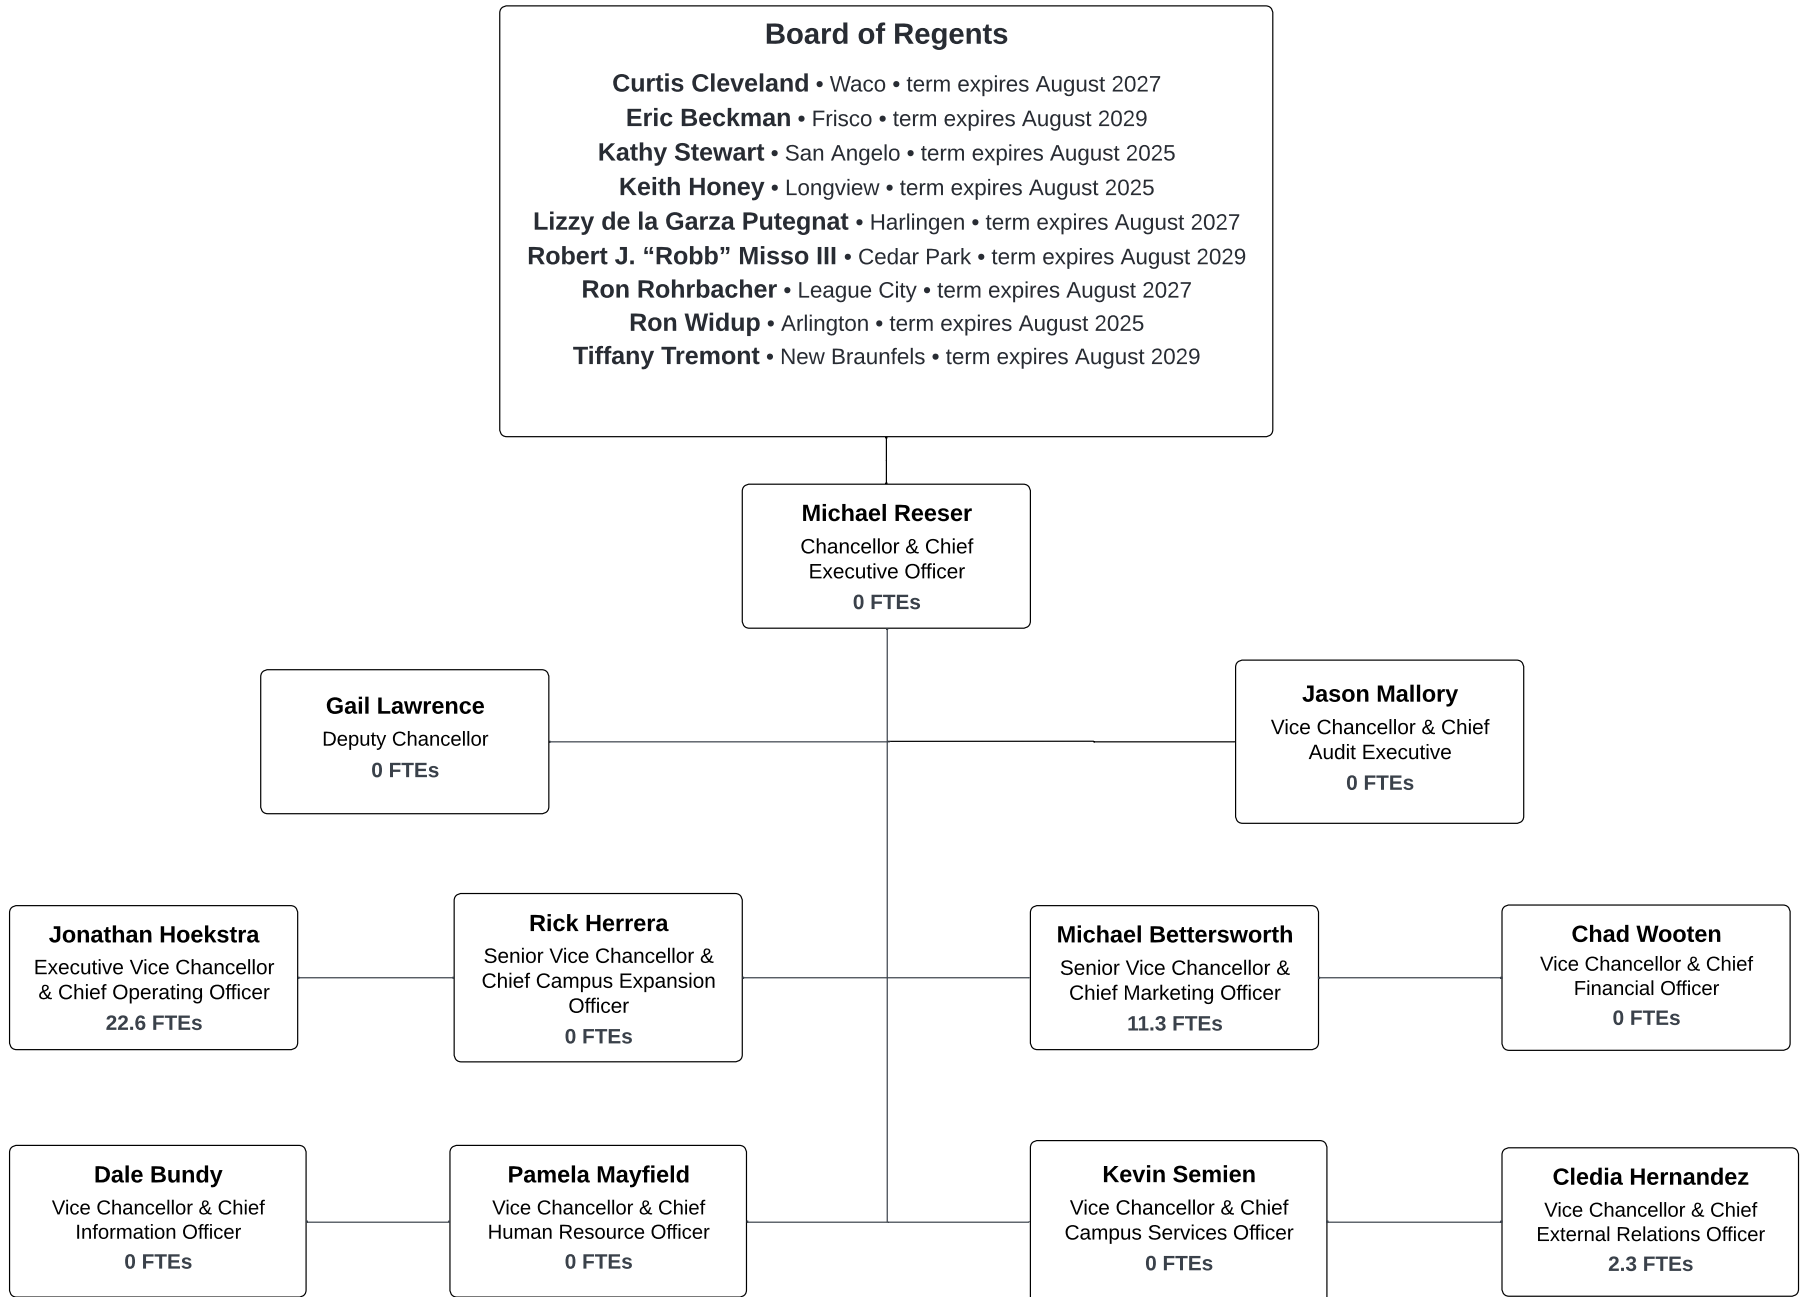 Board of Regents
Curtis Cleveland • Waco • term expires August 2027
Eric Beckman • Frisco • term expires August 2029
Kathy Stewart • San Angelo • term expires August 2025
Keith Honey • Longview • term expires August 2025
Lizzy de la Garza Putegnat • Harlingen • term expires August 2027
Robert J. “Robb” Misso III • Cedar Park • term expires August 2029
Ron Rohrbacher • League City • term expires August 2027
Ron Widup • Arlington • term expires August 2025
Tiffany Tremont • New Braunfels • term expires August 2029
Michael Reeser
Chancellor & Chief
Executive Officer
0 FTEs
Gail Lawrence
Deputy Chancellor
0 FTEs
Jason Mallory
Vice Chancellor & Chief
Audit Executive
0 FTEs
Jonathan Hoekstra
Executive Vice Chancellor
& Chief Operating Officer
22.6 FTEs
Rick Herrera
Senior Vice Chancellor &
Chief Campus Expansion
Officer
0 FTEs
Michael Bettersworth
Senior Vice Chancellor &
Chief Marketing Officer
11.3 FTEs
Chad Wooten
Vice Chancellor & Chief
Financial Officer
0 FTEs
Dale Bundy
Vice Chancellor & Chief
Information Officer
0 FTEs
Pamela Mayfield
Vice Chancellor & Chief
Human Resource Officer
0 FTEs
Kevin Semien
Vice Chancellor & Chief
Campus Services Officer
0 FTEs
Cledia Hernandez
Vice Chancellor & Chief
External Relations Officer
2.3 FTEs